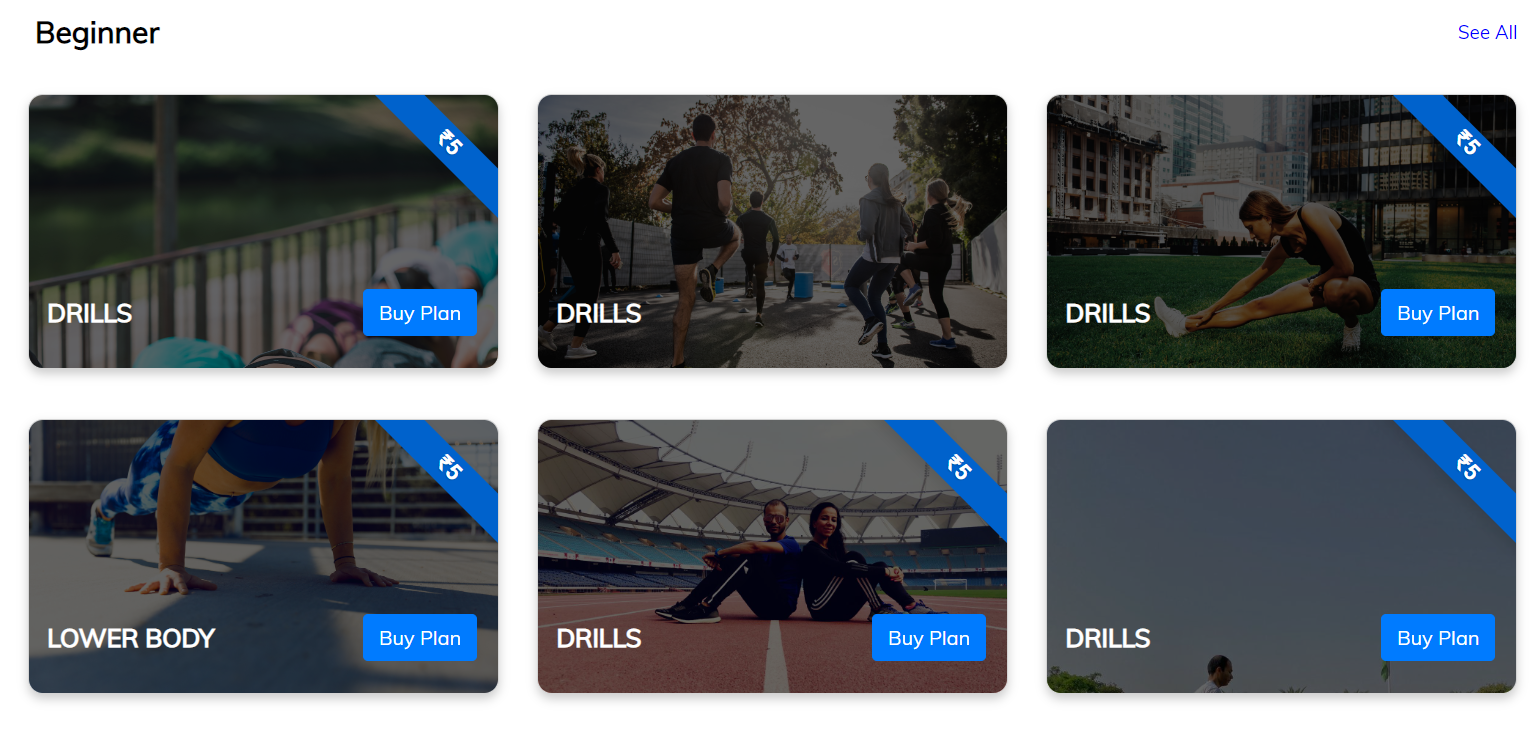 Beginner
See All
₹5
DRILLS
Buy Plan
DRILLS
₹5
DRILLS
Buy Plan
₹5
LOWER BODY
Buy Plan
₹5
DRILLS
Buy Plan
₹5
DRILLS
Buy Plan